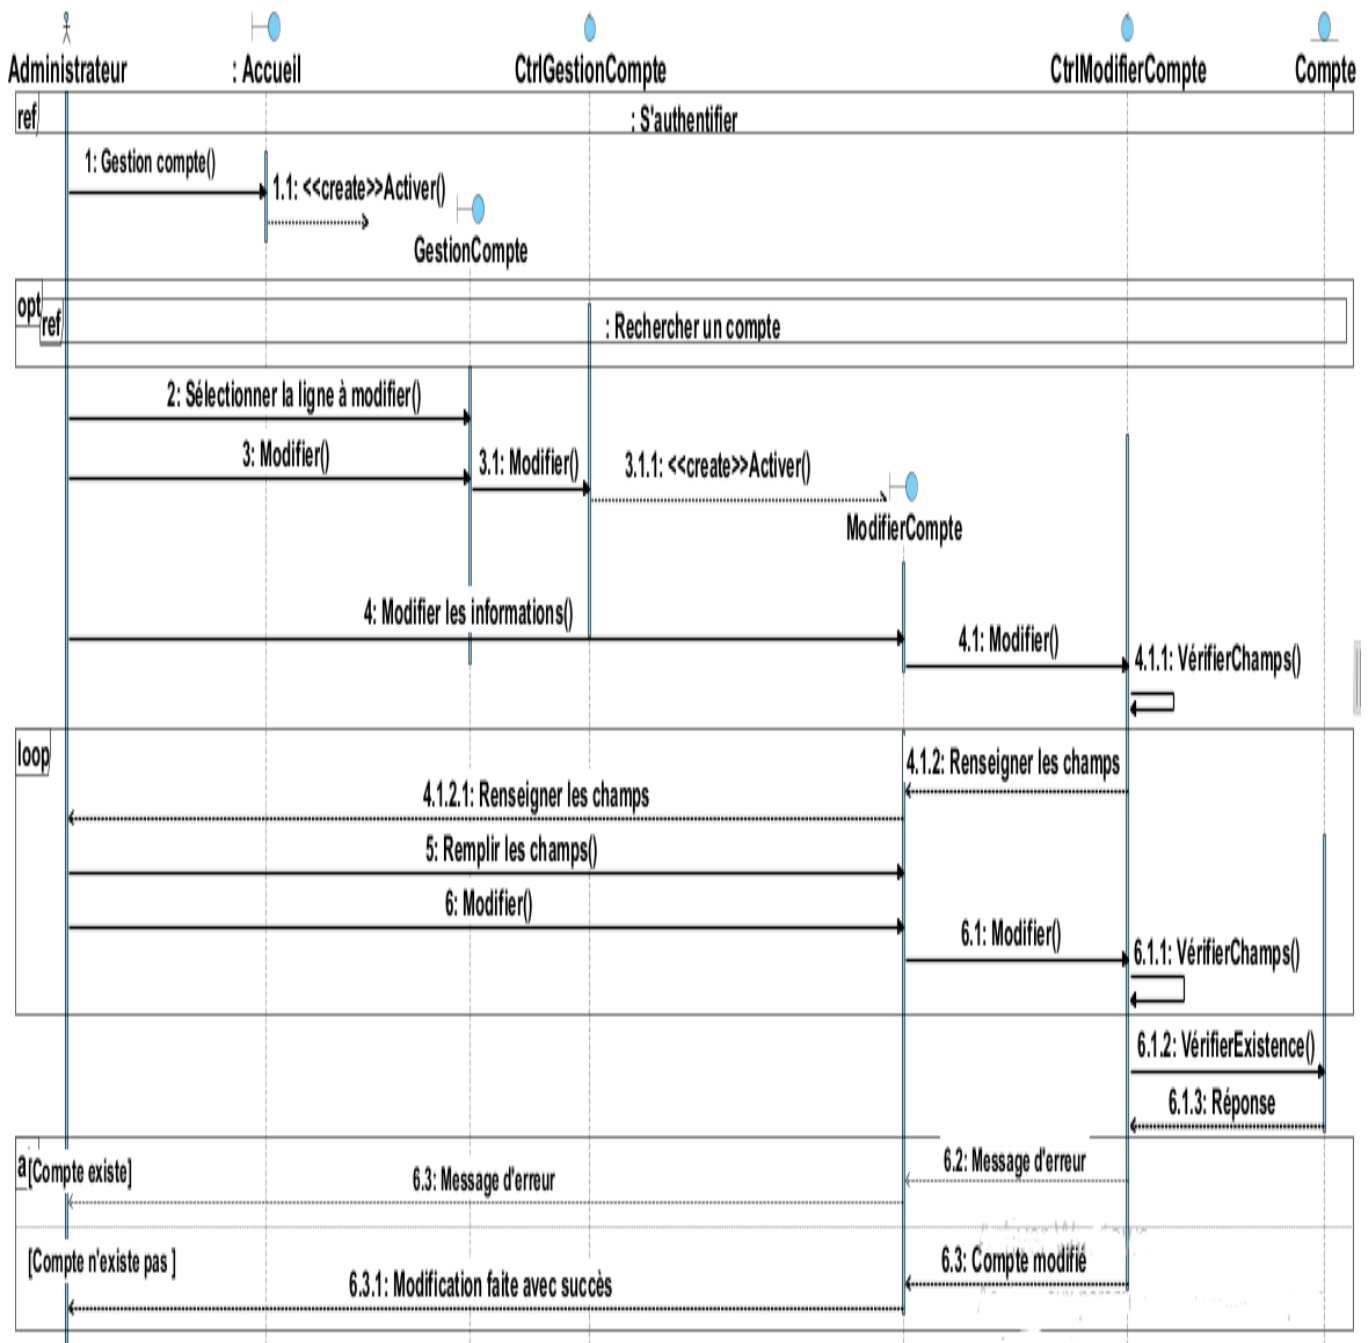 Administrateur
: Accueil
CtrlGestionCompte
CtrlModifierCompte
Compte
ref
: S'authentifier
1: Gestion compte()
1.1: <<create>>Activer()
GestionCompte
opt
ref
: Rechercher un compte
2: Sélectionner la ligne à modifier()
3: Modifier()
3.1: Modifier()
3.1.1: <<create>>Activer()
ModifierCompte
4: Modifier les informations()
4.1: Modifier()
4.1.1: VérifierChamps()
loop
4.1.2: Renseigner les champs
4.1.2.1: Renseigner les champs
5: Remplir les champs()
6: Modifier()
6.1: Modifier()
6.1.1: VérifierChamps()
6.1.2: VérifierExistence()
6.1.3: Réponse
a
[Compte existe]
6.2: Message d'erreur
6.3: Message d'erreur
[Compte n'existe pas ]
6.3: Compte modifié
6.3.1: Modification faite avec succès